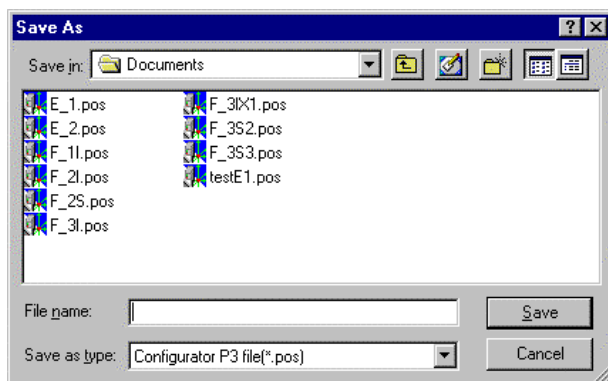 Save As
Save in: Documents
E_1.pos
E_2.pos
F_1I.pos
F_2I.pos
F_2S.pos
F_3I.pos
F_3IX1.pos
F_3S2.pos
F_3S3.pos
testE1.pos
File name:
Save
Save as type: Configurator P3 file(*.pos)
Cancel